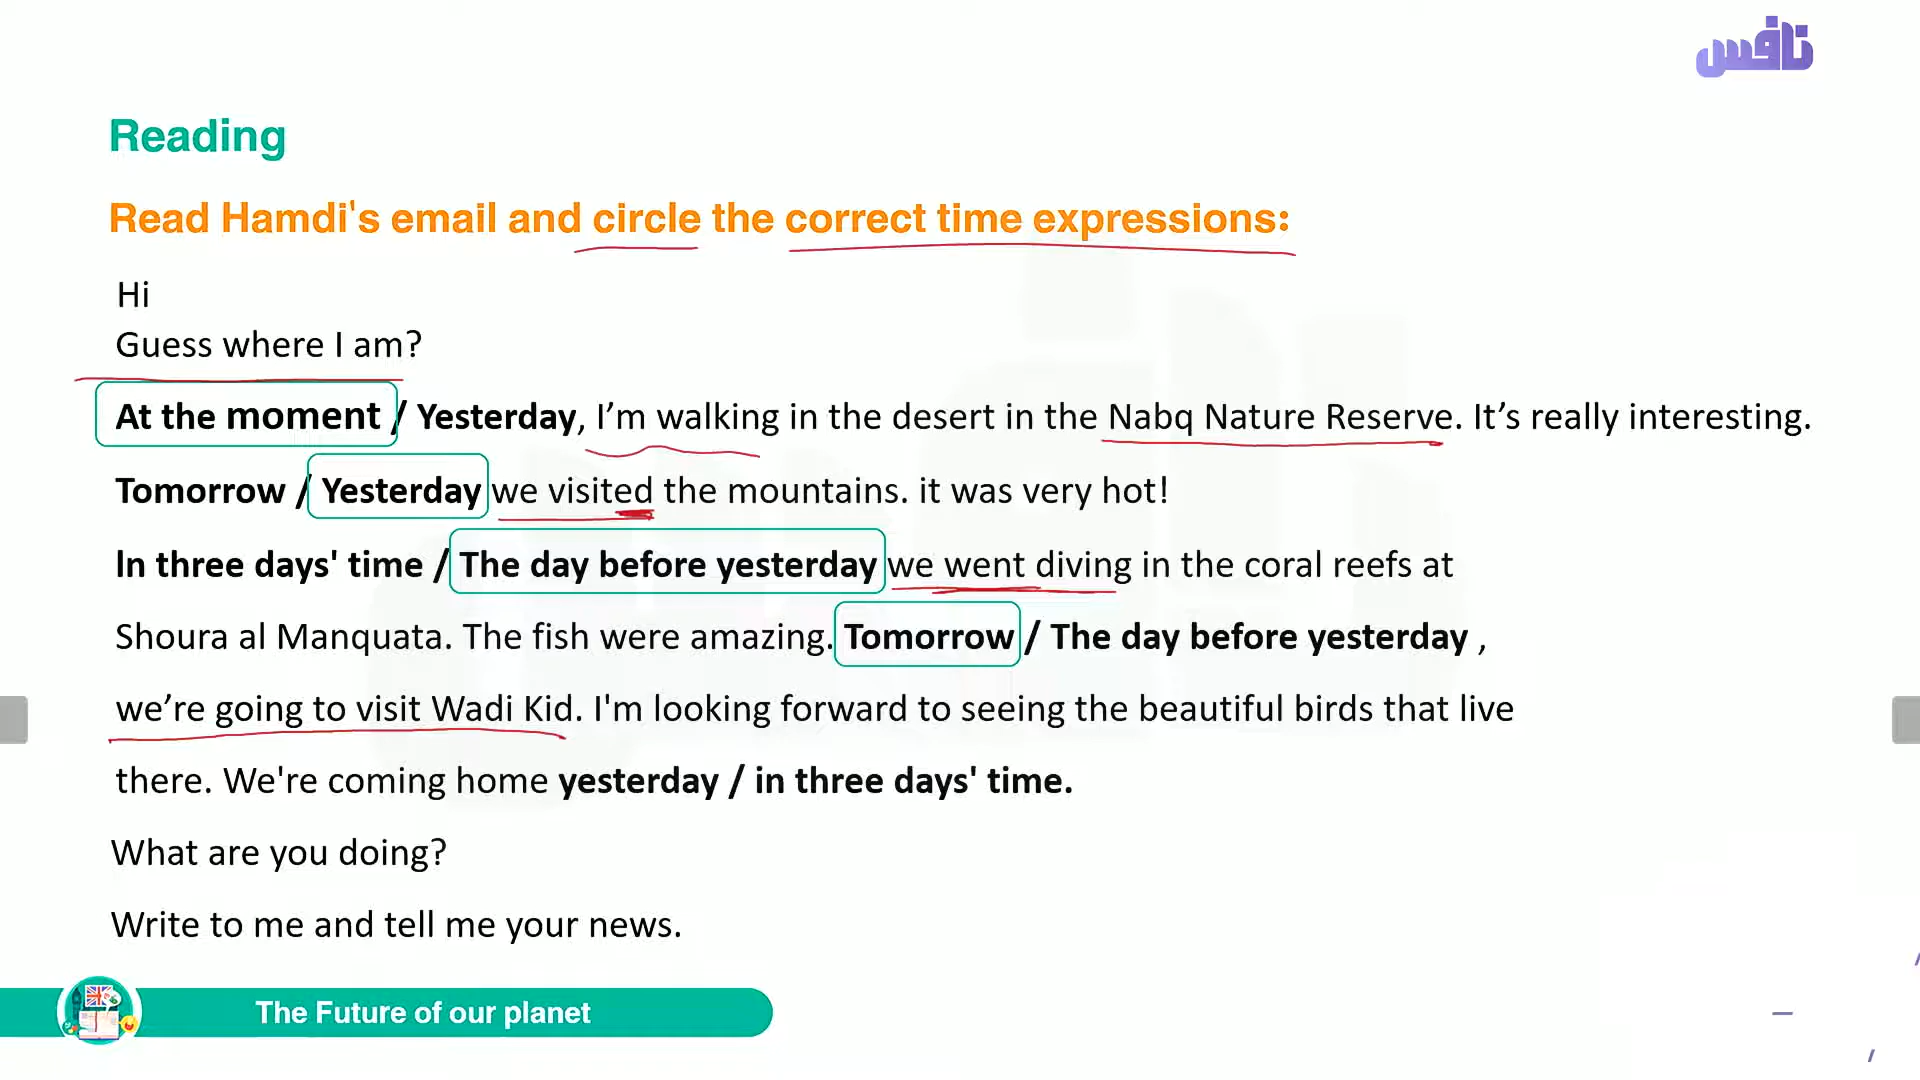 نافس
Reading
Read Hamdi's email and circle the correct time expressions:
Hi
Guess where I am?
At the moment / Yesterday, I’m walking in the desert in the Nabq Nature Reserve. It’s really interesting.
Tomorrow / Yesterday we visited the mountains. it was very hot!
In three days' time / The day before yesterday we went diving in the coral reefs at
Shoura al Manquata. The fish were amazing. Tomorrow / The day before yesterday ,
we’re going to visit Wadi Kid. I'm looking forward to seeing the beautiful birds that live
there. We're coming home yesterday / in three days' time.
What are you doing?
Write to me and tell me your news.
The Future of our planet